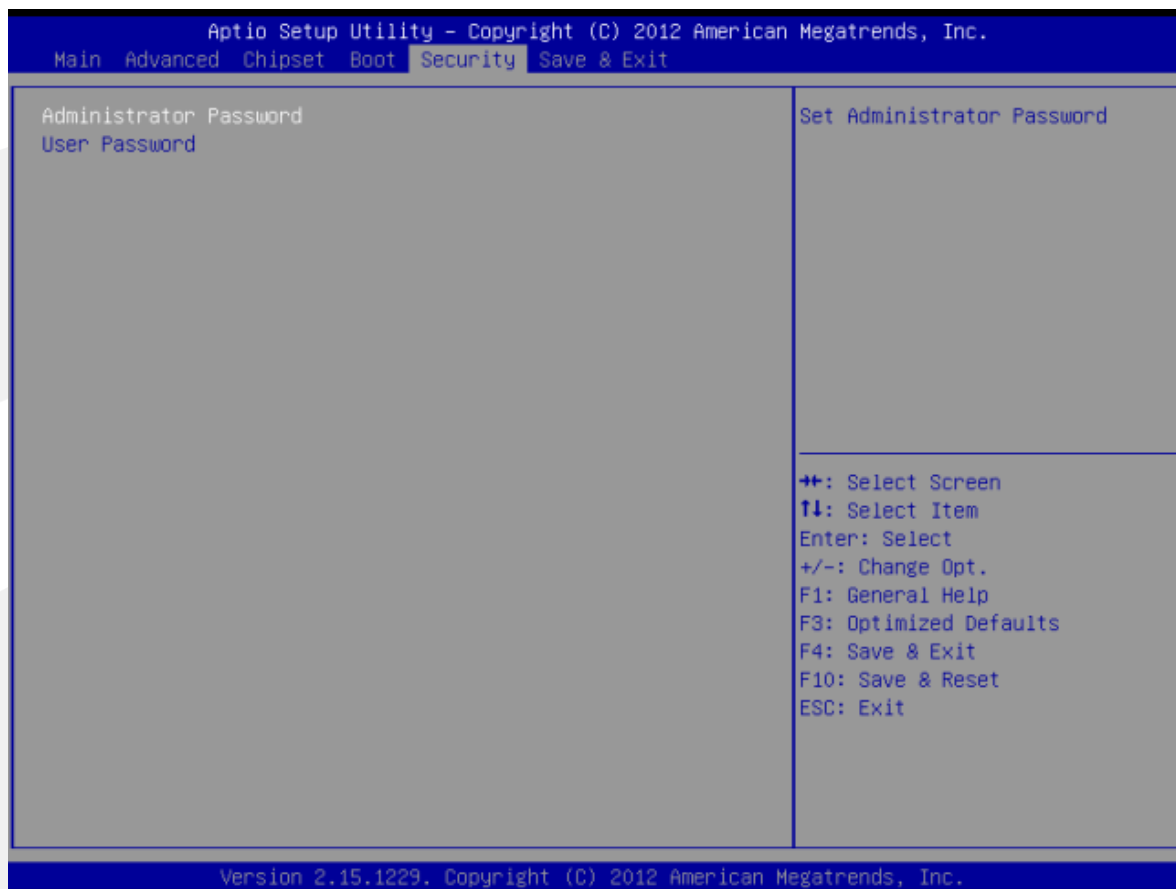 Aptio Setup Utility – Copyright (C) 2012 American Megatrends, Inc.
Main Advanced Chipset Boot Security Save & Exit
Administrator Password
User Password
Set Administrator Password
→←: Select Screen
↑↓: Select Item
Enter: Select
+/-: Change Opt.
F1: General Help
F3: Optimized Defaults
F4: Save & Exit
F10: Save & Reset
ESC: Exit
Version 2.15.1229. Copyright (C) 2012 American Megatrends, Inc.